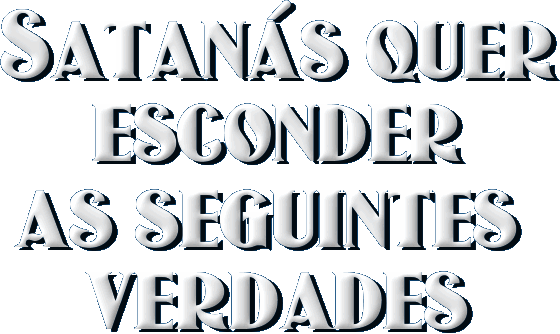 Satanás quer
esconder
as seguintes
verdades